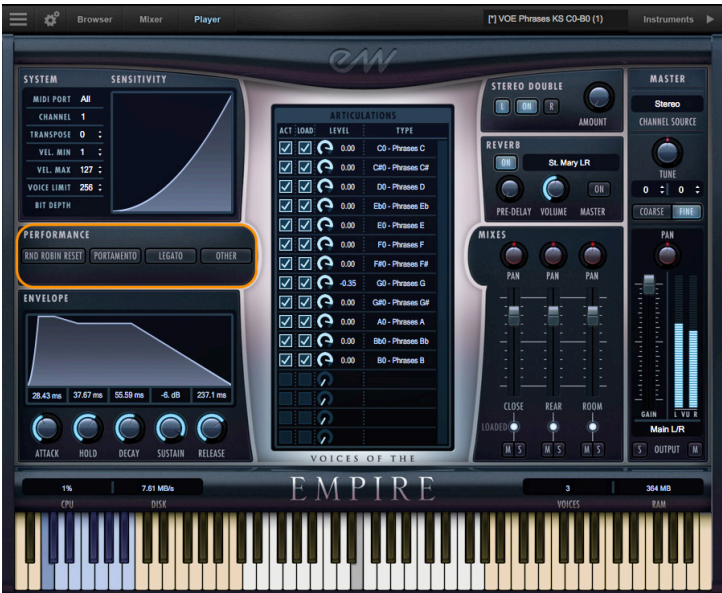 Browser Mixer Player [*] VOE Phrases KS C0-B0 (1) Instruments
EW
SYSTEM SENSITIVITY
MIDI PORT All
CHANNEL 1
TRANSPOSE 0
VEL. MIN 1
VEL. MAX 127
VOICE LIMIT 256
BIT DEPTH
PERFORMANCE
RND ROBIN RESET PORTAMENTO LEGATO OTHER
ENVELOPE
28.43 ms 37.67 ms 55.59 ms -6. dB 237.1 ms
ATTACK HOLD DECAY SUSTAIN RELEASE
ARTICULATIONS
ACT LOAD LEVEL TYPE
0.00 C0 - Phrases C
0.00 C#0 - Phrases C#
0.00 D0 - Phrases D
0.00 Eb0 - Phrases Eb
0.00 E0 - Phrases E
0.00 F0 - Phrases F
0.00 F#0 - Phrases F#
-0.35 G0 - Phrases G
0.00 G#0 - Phrases G#
0.00 A0 - Phrases A
0.00 Bb0 - Phrases Bb
0.00 B0 - Phrases B
STEREO DOUBLE
L ON R
AMOUNT
REVERB
ON St. Mary LR
ON
PRE-DELAY VOLUME MASTER
MIXES
PAN PAN PAN
CLOSE REAR ROOM
LOADED
M S M S M S
MASTER
Stereo
CHANNEL SOURCE
TUNE
0 0
COARSE FINE
PAN
GAIN L VU R
Main L/R
S OUTPUT M
VOICES OF THE
EMPIRE
1% 7.61 MB/s
CPU DISK
3 364 MB
VOICES RAM